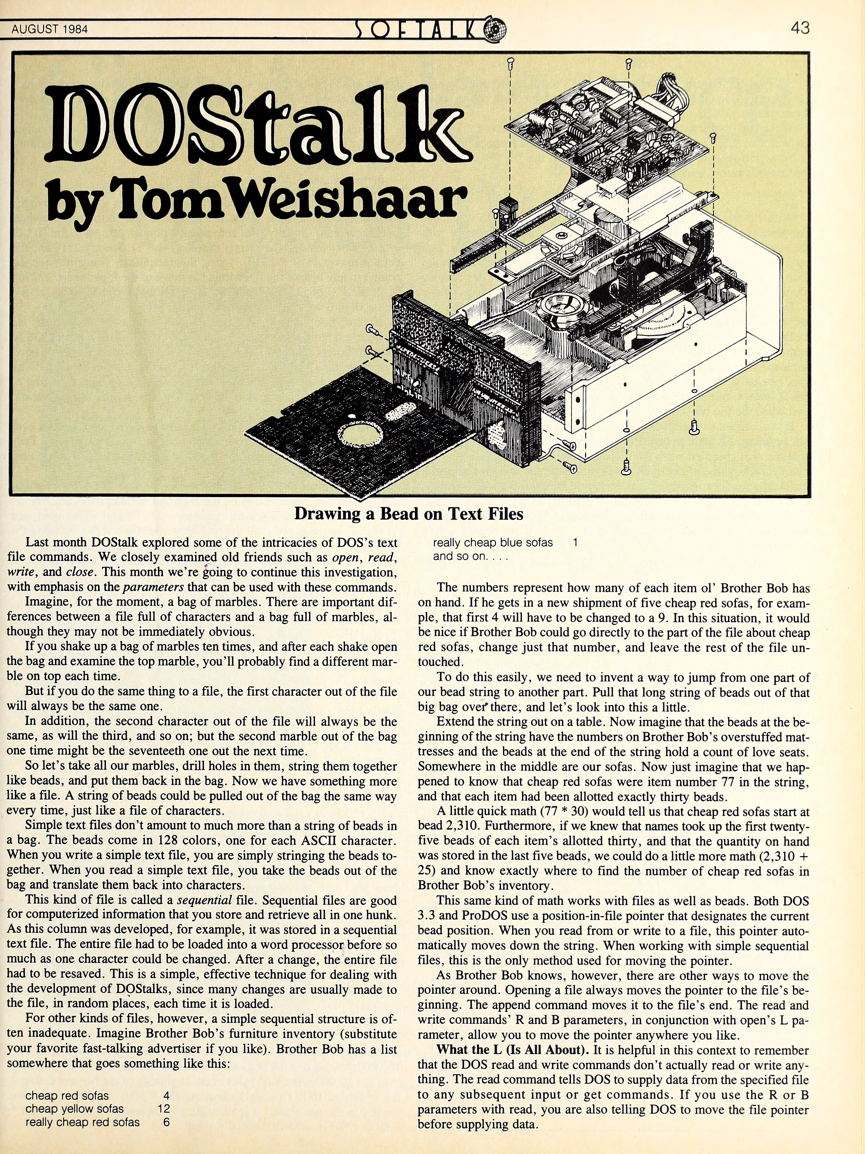 AUGUST 1984
SOFTALK
43
DOStalk
by Tom Weishaar
Drawing a Bead on Text Files
Last month DOStalk explored some of the intricacies of DOS's text
file commands. We closely examined old friends such as open, read,
write, and close. This month we're going to continue this investigation,
with emphasis on the parameters that can be used with these commands.
Imagine, for the moment, a bag of marbles. There are important dif-
ferences between a file full of characters and a bag full of marbles, al-
though they may not be immediately obvious.
If you shake up a bag of marbles ten times, and after each shake open
the bag and examine the top marble, you'll probably find a different mar-
ble on top each time.
But if you do the same thing to a file, the first character out of the file
will always be the same one.
In addition, the second character out of the file will always be the
same, as will the third, and so on; but the second marble out of the bag
one time might be the seventeeth one out the next time.
So let's take all our marbles, drill holes in them, string them together
like beads, and put them back in the bag. Now we have something more
like a file. A string of beads could be pulled out of the bag the same way
every time, just like a file of characters.
Simple text files don't amount to much more than a string of beads in
a bag. The beads come in 128 colors, one for each ASCII character.
When you write a simple text file, you are simply stringing the beads to-
gether. When you read a simple text file, you take the beads out of the
bag and translate them back into characters.
This kind of file is called a sequential file. Sequential files are good
for computerized information that you store and retrieve all in one hunk.
As this column was developed, for example, it was stored in a sequential
text file. The entire file had to be loaded into a word processor before so
much as one character could be changed. After a change, the entire file
had to be resaved. This is a simple, effective technique for dealing with
the development of DOStalks, since many changes are usually made to
the file, in random places, each time it is loaded.
For other kinds of files, however, a simple sequential structure is of-
ten inadequate. Imagine Brother Bob's furniture inventory (substitute
your favorite fast-talking advertiser if you like). Brother Bob has a list
somewhere that goes something like this:
cheap red sofas 4
cheap yellow sofas 12
really cheap red sofas 6
really cheap blue sofas 1
and so on. . . .
The numbers represent how many of each item ol' Brother Bob has
on hand. If he gets in a new shipment of five cheap red sofas, for exam-
ple, that first 4 will have to be changed to a 9. In this situation, it would
be nice if Brother Bob could go directly to the part of the file about cheap
red sofas, change just that number, and leave the rest of the file un-
touched.
To do this easily, we need to invent a way to jump from one part of
our bead string to another part. Pull that long string of beads out of that
big bag over there, and let's look into this a little.
Extend the string out on a table. Now imagine that the beads at the be-
ginning of the string have the numbers on Brother Bob's overstuffed mat-
tresses and the beads at the end of the string hold a count of love seats.
Somewhere in the middle are our sofas. Now just imagine that we hap-
pened to know that cheap red sofas were item number 77 in the string,
and that each item had been allotted exactly thirty beads.
A little quick math (77 * 30) would tell us that cheap red sofas start at
bead 2,310. Furthermore, if we knew that names took up the first twenty-
five beads of each item's allotted thirty, and that the quantity on hand
was stored in the last five beads, we could do a little more math (2,310 +
25) and know exactly where to find the number of cheap red sofas in
Brother Bob's inventory.
This same kind of math works with files as well as beads. Both DOS
3.3 and ProDOS use a position-in-file pointer that designates the current
bead position. When you read from or write to a file, this pointer auto-
matically moves down the string. When working with simple sequential
files, this is the only method used for moving the pointer.
As Brother Bob knows, however, there are other ways to move the
pointer around. Opening a file always moves the pointer to the file's be-
ginning. The append command moves it to the file's end. The read and
write commands' R and B parameters, in conjunction with open's L pa-
rameter, allow you to move the pointer anywhere you like.
What the L (Is All About). It is helpful in this context to remember
that the DOS read and write commands don't actually read or write any-
thing. The read command tells DOS to supply data from the specified file
to any subsequent input or get commands. If you use the R or B
parameters with read, you are also telling DOS to move the file pointer
before supplying data.